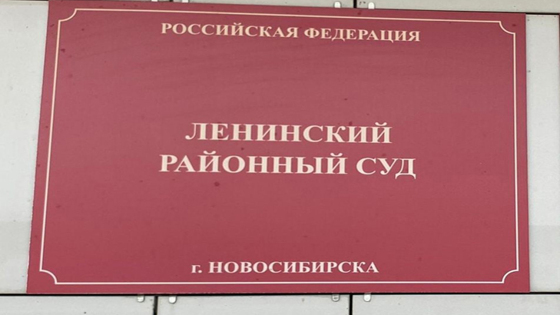 РОССИЙСКАЯ ФЕДЕРАЦИЯ
ЛЕНИНСКИЙ
РАЙОННЫЙ СУД
г. НОВОСИБИРСКА